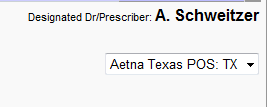 Designated Dr/Prescriber: A. Schweitzer
Aetna Texas POS: TX